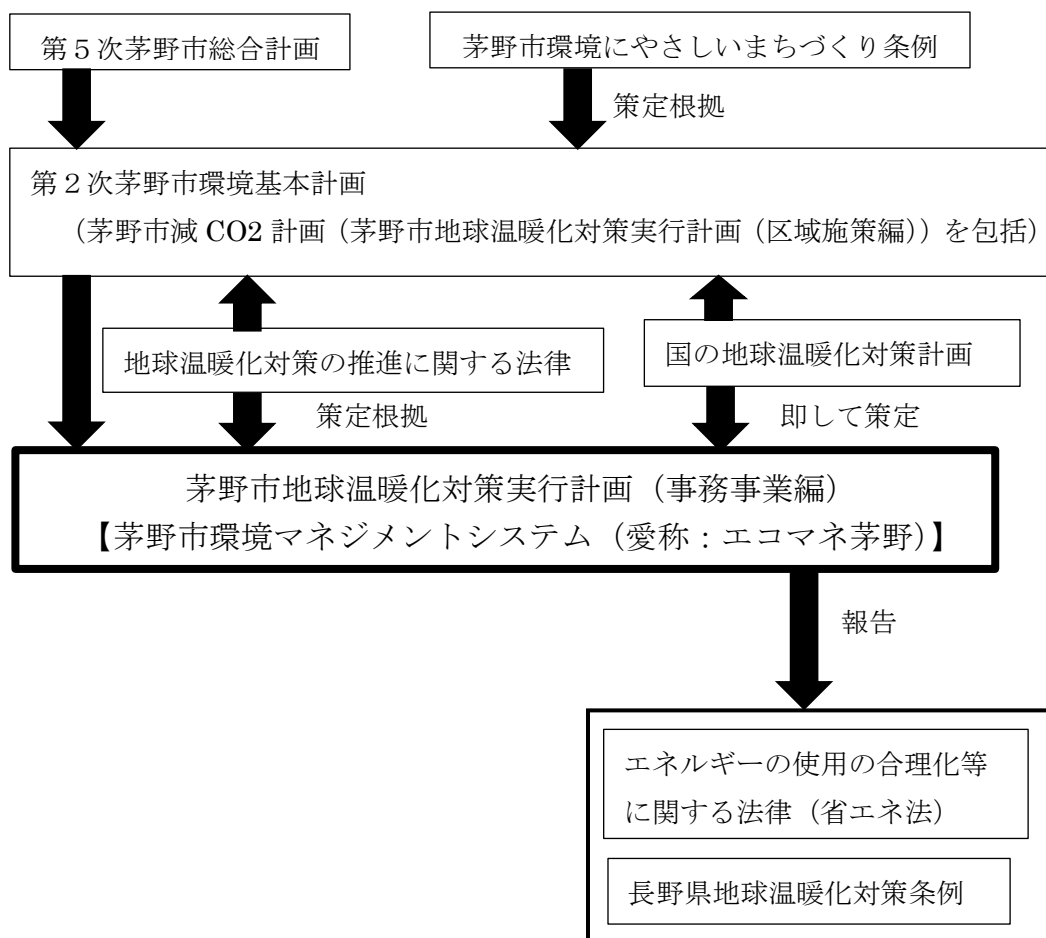 第５次茅野市総合計画
茅野市環境にやさしいまちづくり条例
策定根拠
第２次茅野市環境基本計画
（茅野市減 CO2 計画（茅野市地球温暖化対策実行計画（区域施策編））を包括）
地球温暖化対策の推進に関する法律
国の地球温暖化対策計画
策定根拠
即して策定
茅野市地球温暖化対策実行計画（事務事業編）
【茅野市環境マネジメントシステム（愛称：エコマネ茅野）】
報告
エネルギーの使用の合理化等
に関する法律（省エネ法）
長野県地球温暖化対策条例